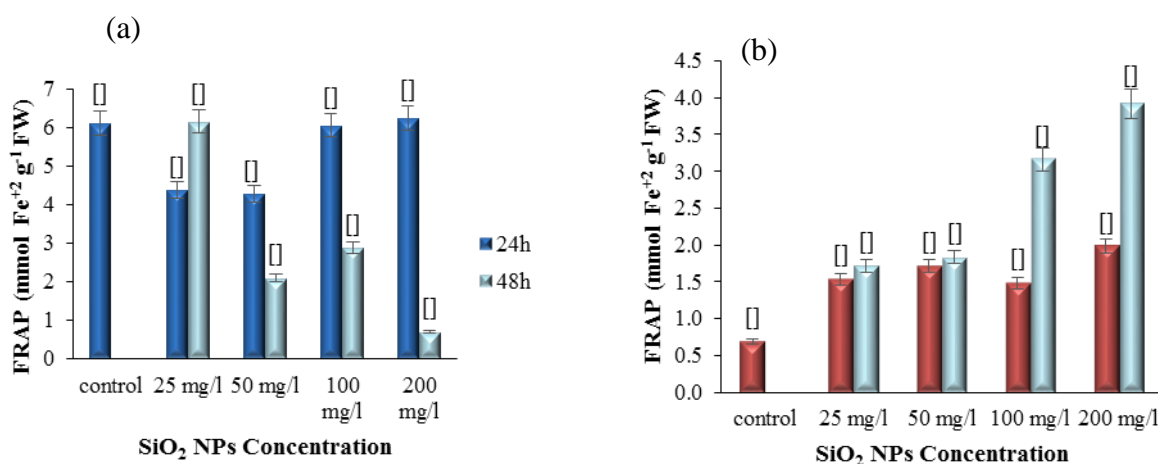 (a)
FRAP (mmol Fe⁺² g⁻¹ FW)
7
6
5
4
3
2
1
0
[] [] [] [] [] [] [] [] []
control 25 mg/l 50 mg/l 100 mg/l 200 mg/l
SiO₂ NPs Concentration
24h
48h
(b)
FRAP (mmol Fe⁺² g⁻¹ FW)
4.5
4.0
3.5
3.0
2.5
2.0
1.5
1.0
0.5
0.0
[] [] [] [] [] [] [] [] []
control 25 mg/l 50 mg/l 100 mg/l 200 mg/l
SiO₂ NPs Concentration